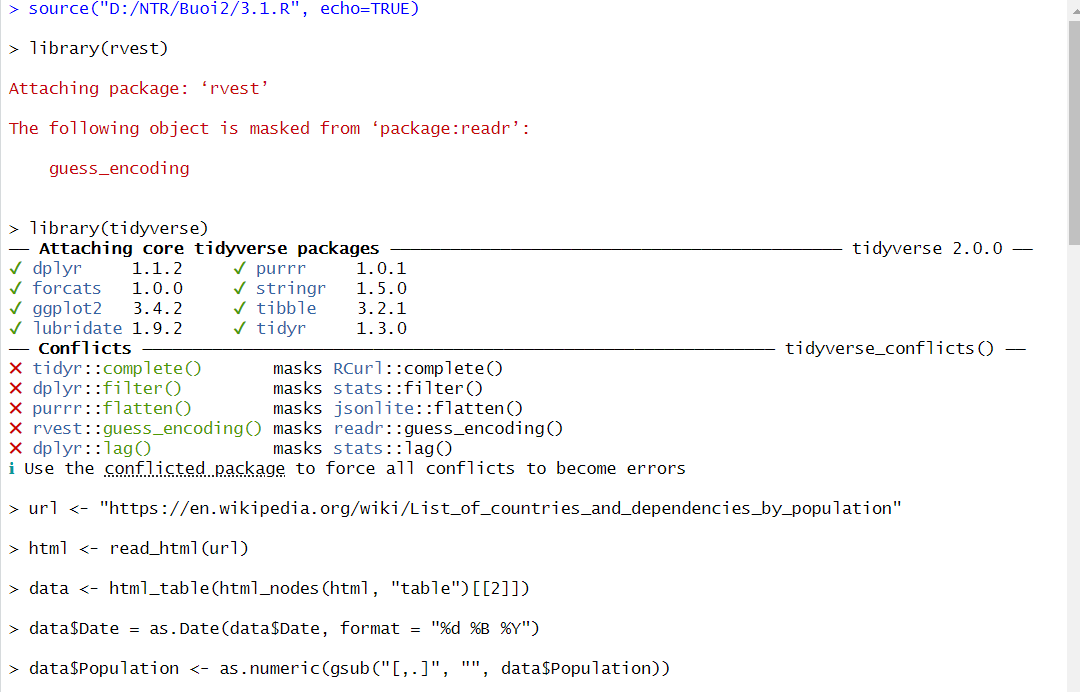 > source("D:/NTR/Buoi2/3.1.R", echo=TRUE)
> library(rvest)
Attaching package: ‘rvest’
The following object is masked from ‘package:readr’:
guess_encoding
> library(tidyverse)
── Attaching core tidyverse packages ──────────────────────────────── tidyverse 2.0.0 ──
✓ dplyr     1.1.2     ✓ purrr     1.0.1
✓ forcats   1.0.0     ✓ stringr   1.5.0
✓ ggplot2   3.4.2     ✓ tibble    3.2.1
✓ lubridate 1.9.2     ✓ tidyr     1.3.0
── Conflicts ──────────────────────────────── tidyverse_conflicts() ──
✕ tidyr::complete()       masks RCurl::complete()
✕ dplyr::filter()         masks stats::filter()
✕ purrr::flatten()        masks jsonlite::flatten()
✕ rvest::guess_encoding() masks readr::guess_encoding()
✕ dplyr::lag()            masks stats::lag()
ℹ Use the conflicted package to force all conflicts to become errors
> url <- "https://en.wikipedia.org/wiki/List_of_countries_and_dependencies_by_population"
> html <- read_html(url)
> data <- html_table(html_nodes(html, "table")[[2]])
> data$Date = as.Date(data$Date, format = "%d %B %Y")
> data$Population <- as.numeric(gsub("[,.]", "", data$Population))